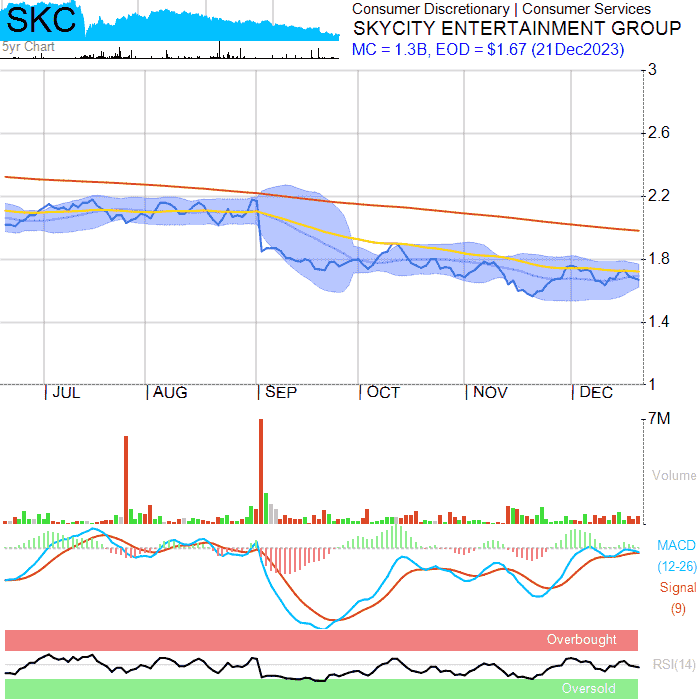 SKC
5yr Chart
Consumer Discretionary | Consumer Services
SKYCITY ENTERTAINMENT GROUP
MC = 1.3B, EOD = $1.67 (21Dec2023)
3
2.6
2.2
1.8
1.4
1
JUL AUG SEP OCT NOV DEC
7M
Volume
MACD
(12-26)
Signal
(9)
Overbought
RSI(14)
Oversold